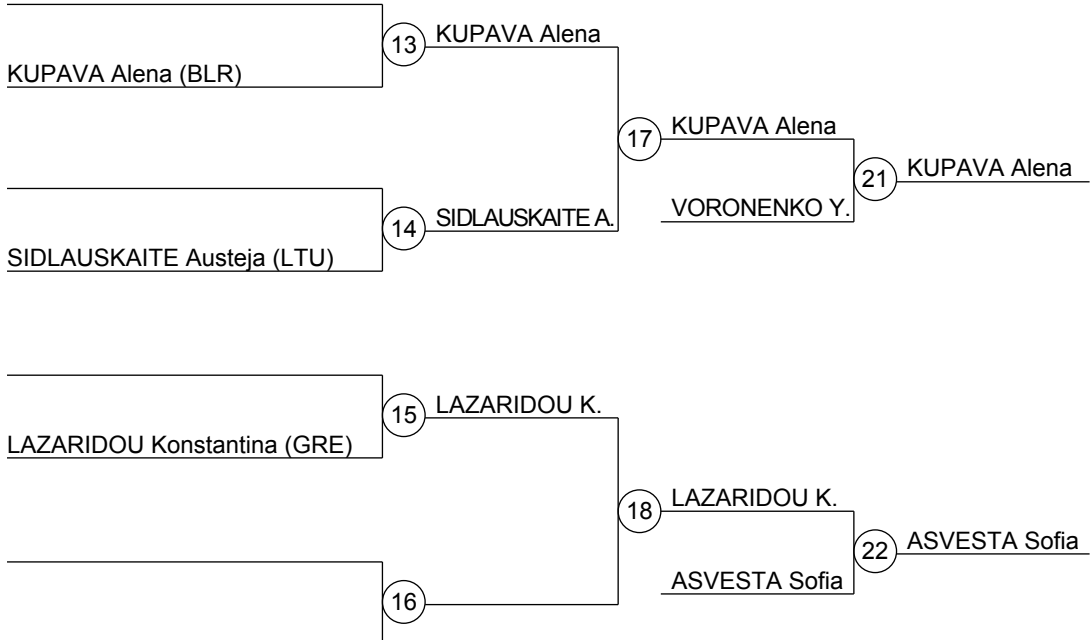 13 KUPAVA Alena
KUPAVA Alena (BLR)
17 KUPAVA Alena
21 KUPAVA Alena
VORONENKO Y.
14 SIDLAUSKAITE A.
SIDLAUSKAITE Austeja (LTU)
15 LAZARIDOU K.
LAZARIDOU Konstantina (GRE)
18 LAZARIDOU K.
22 ASVESTA Sofia
ASVESTA Sofia
16